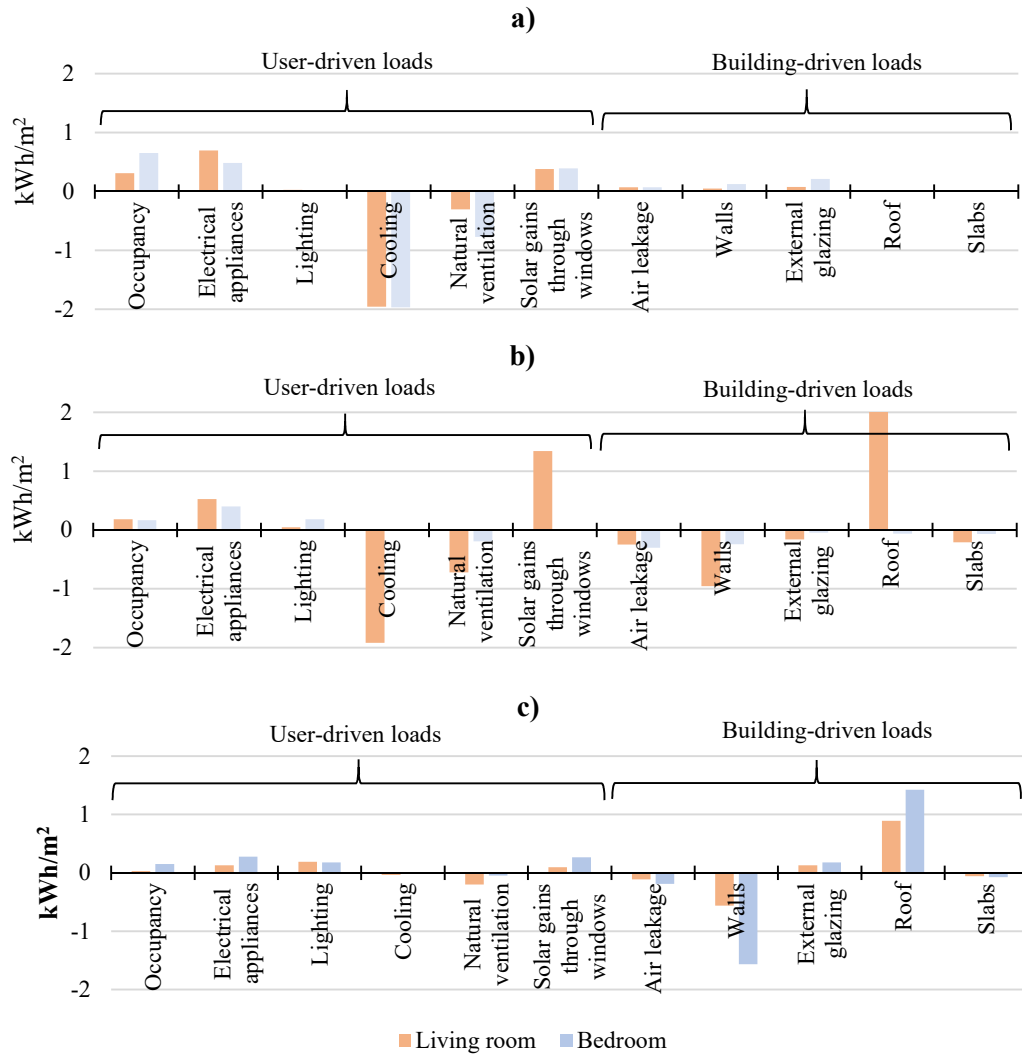 a)
User-driven loads
Building-driven loads
2
1
0
-1
-2
kWh/m²
Occupancy
Electrical
appliances
Lighting
Cooling
Natural
ventilation
Solar gains
through
windows
Air leakage
Walls
External
glazing
Roof
Slabs
b)
User-driven loads
Building-driven loads
2
1
0
-1
-2
kWh/m²
Occupancy
Electrical
appliances
Lighting
Cooling
Natural
ventilation
Solar gains
through
windows
Air leakage
Walls
External
glazing
Roof
Slabs
c)
User-driven loads
Building-driven loads
2
1
0
-1
-2
kWh/m²
Occupancy
Electrical
appliances
Lighting
Cooling
Natural
ventilation
Solar gains
through
windows
Air leakage
Walls
External
glazing
Roof
Slabs
Living room
Bedroom